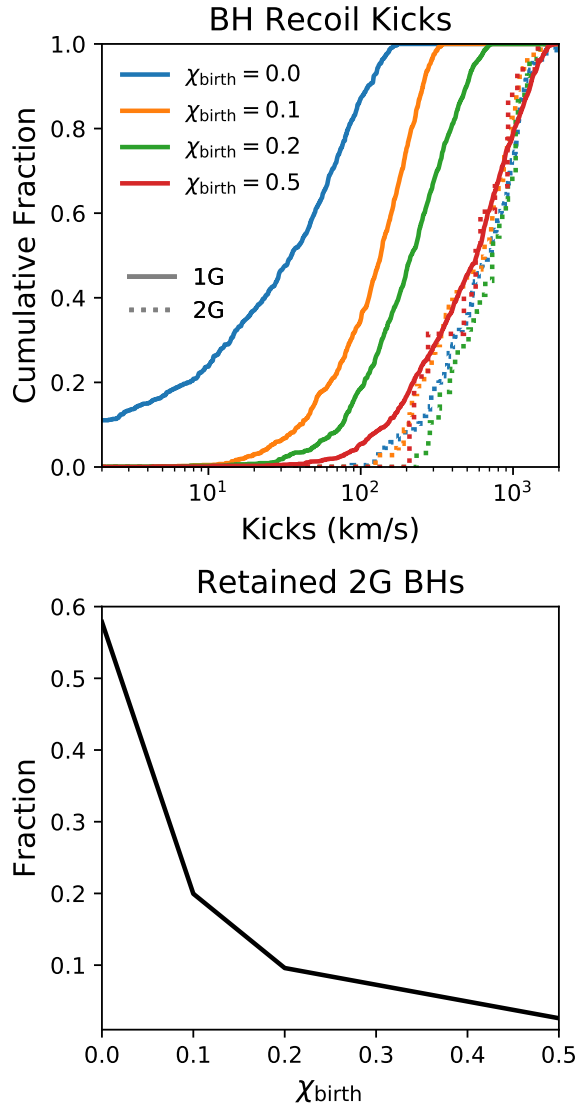 BH Recoil Kicks
Cumulative Fraction
1.0
0.8
0.6
0.4
0.2
0.0
χbirth = 0.0
χbirth = 0.1
χbirth = 0.2
χbirth = 0.5
1G
2G
10¹ 10² 10³
Kicks (km/s)
Retained 2G BHs
Fraction
0.6
0.5
0.4
0.3
0.2
0.1
0.0 0.1 0.2 0.3 0.4 0.5
χbirth